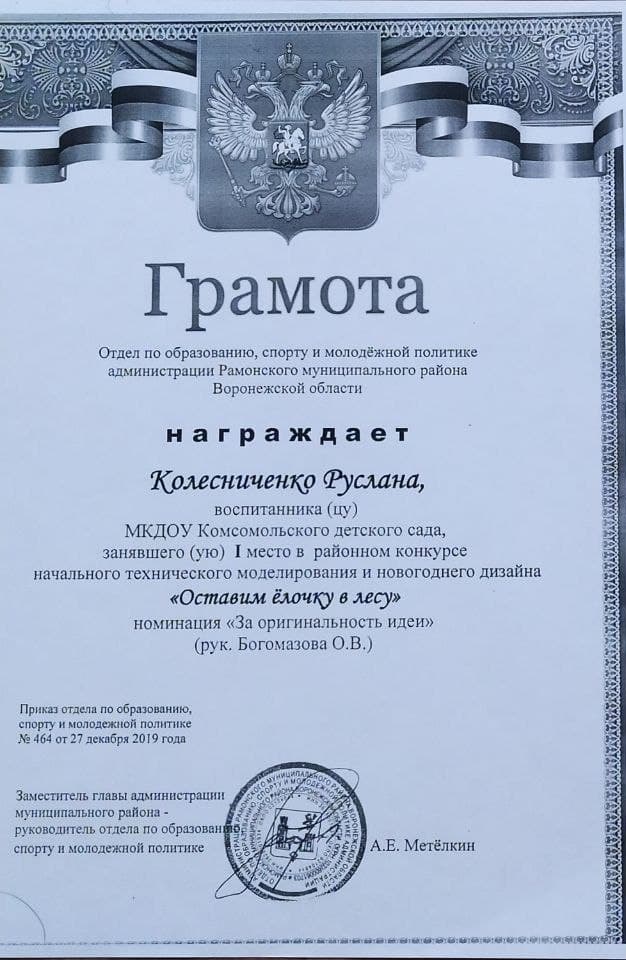 Грамота
Отдел по образованию, спорту и молодёжной политике
администрации Рамонского муниципального района
Воронежской области
награждает
Колесниченко Руслана,
воспитанника (цу)
МКДОУ Комсомольского детского сада,
занявшего (ую) I место в районном конкурсе
начального технического моделирования и новогоднего дизайна
«Оставим ёлочку в лесу»
номинация «За оригинальность идеи»
(рук. Богомазова О.В.)
Приказ отдела по образованию,
спорту и молодежной политике
№ 464 от 27 декабря 2019 года
Заместитель главы администрации
муниципального района -
руководитель отдела по образованию,
спорту и молодежной политике
А.Е. Метёлкин